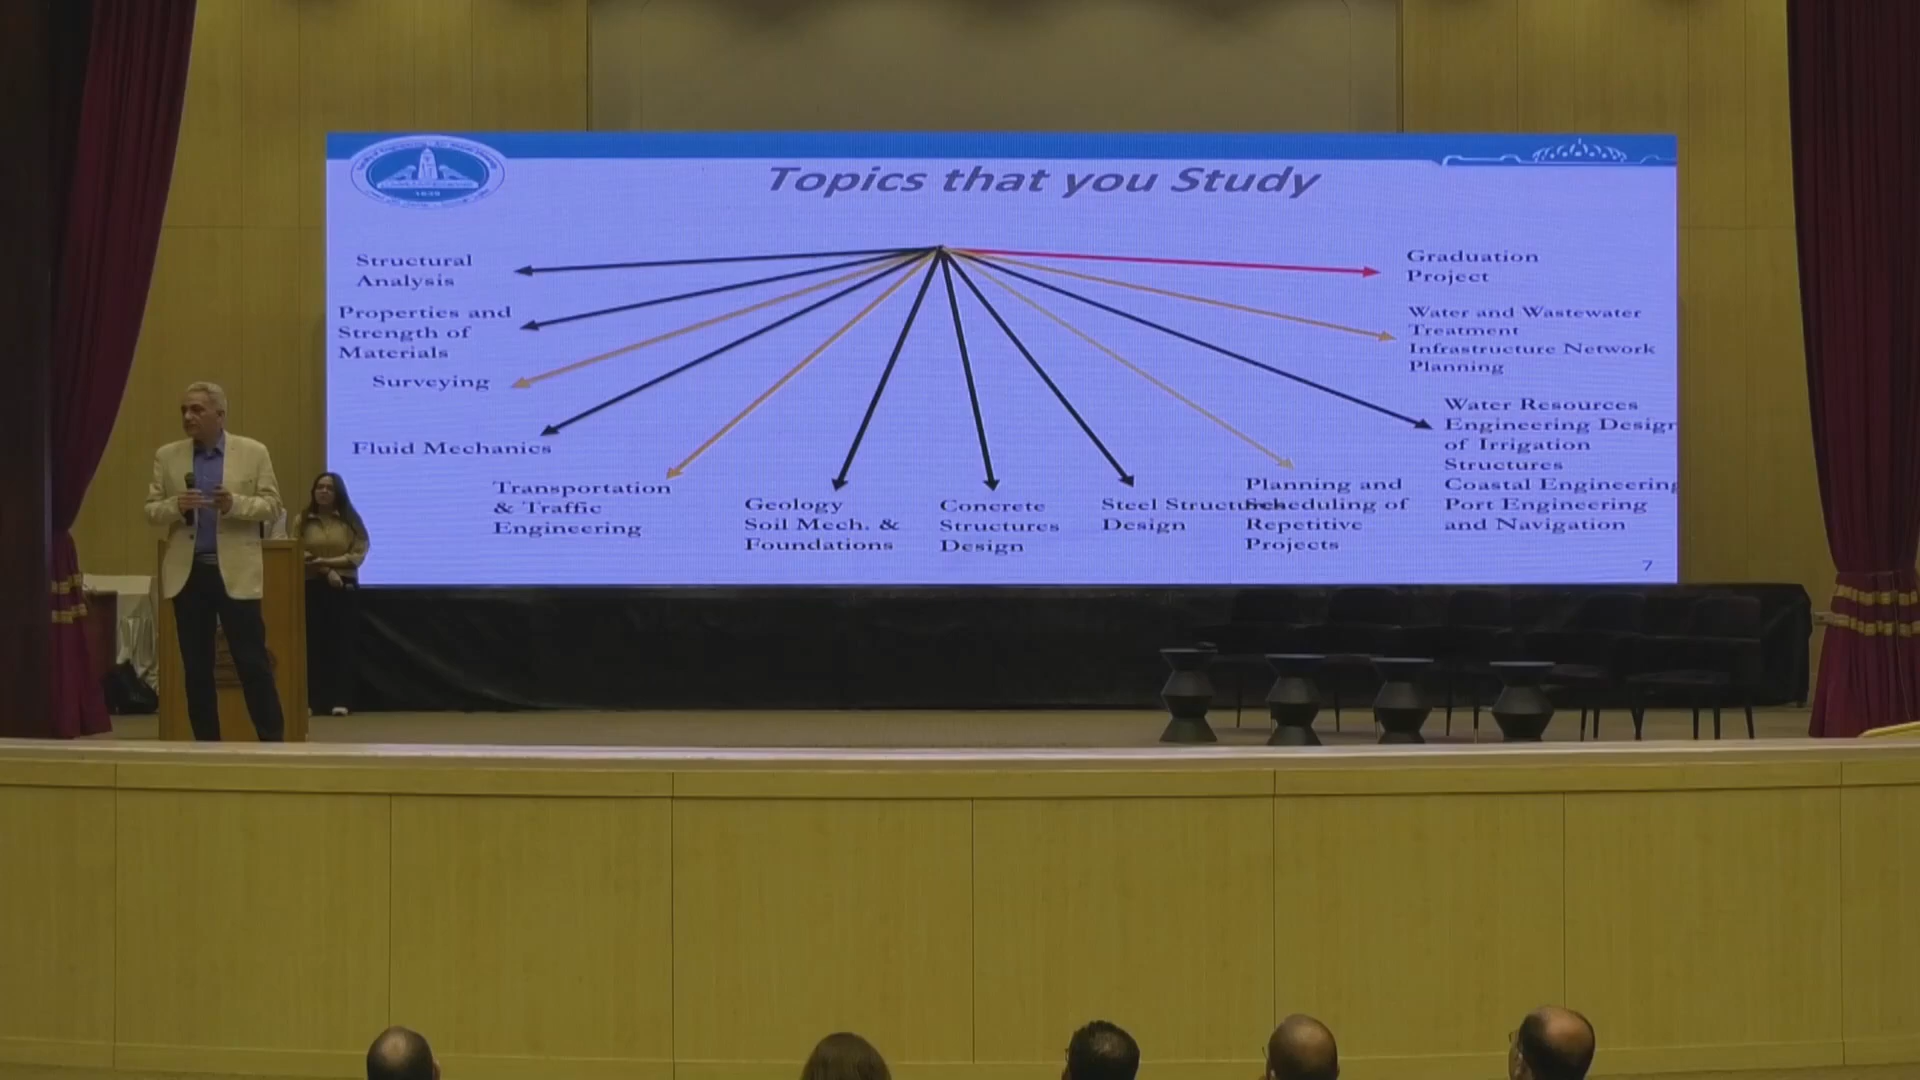 Topics that you Study
Structural
Analysis
Properties and
Strength of
Materials
Surveying
Fluid Mechanics
Transportation
& Traffic
Engineering
Geology
Soil Mech. &
Foundations
Concrete
Structures
Design
Steel Structures
Design
Planning and
Scheduling of
Repetitive
Projects
Graduation
Project
Water and Wastewater
Treatment
Infrastructure Network
Planning
Water Resources
Engineering Design
of Irrigation
Structures
Coastal Engineering
Port Engineering
and Navigation
7
1839